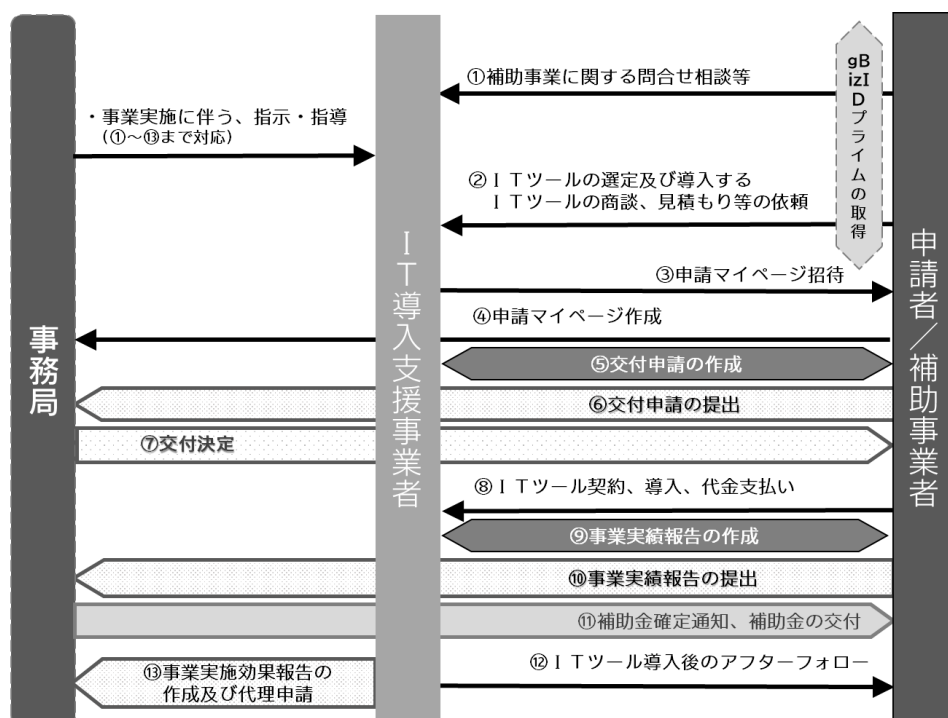 ①補助事業に関する問合せ相談等
gBizIDプライムの取得
・事業実施に伴う、指示・指導
(①~⑬まで対応)
②ＩＴツールの選定及び導入する
ＩＴツールの商談、見積もり等の依頼
事務局
ＩＴ導入支援事業者
申請者／補助事業者
③申請マイページ招待
④申請マイページ作成
⑤交付申請の作成
⑥交付申請の提出
⑦交付決定
⑧ＩＴツール契約、導入、代金支払い
⑨事業実績報告の作成
⑩事業実績報告の提出
⑪補助金確定通知、補助金の交付
⑫ＩＴツール導入後のアフターフォロー
⑬事業実施効果報告の
作成及び代理申請